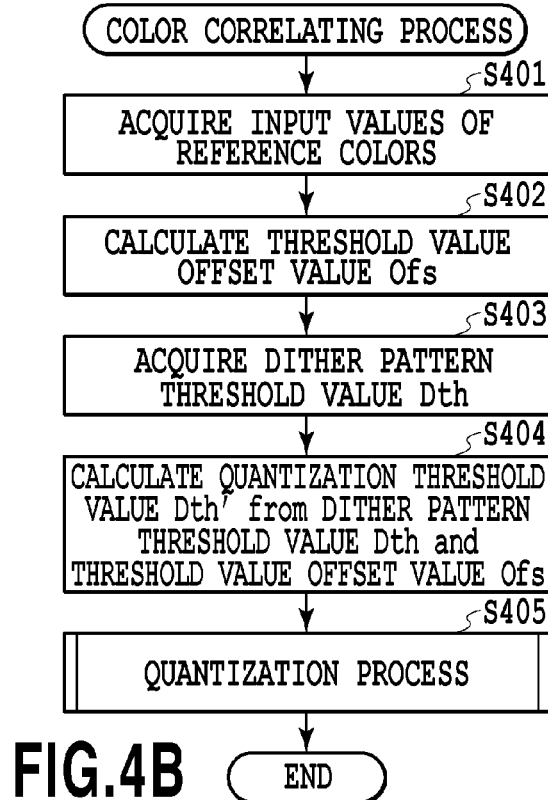 COLOR CORRELATING PROCESS
S401
ACQUIRE INPUT VALUES OF
REFERENCE COLORS
S402
CALCULATE THRESHOLD VALUE
OFFSET VALUE Ofs
S403
ACQUIRE DITHER PATTERN
THRESHOLD VALUE Dth
S404
CALCULATE QUANTIZATION THRESHOLD
VALUE Dth' from DITHER PATTERN
THRESHOLD VALUE Dth and
THRESHOLD VALUE OFFSET VALUE Ofs
S405
QUANTIZATION PROCESS
END
FIG.4B